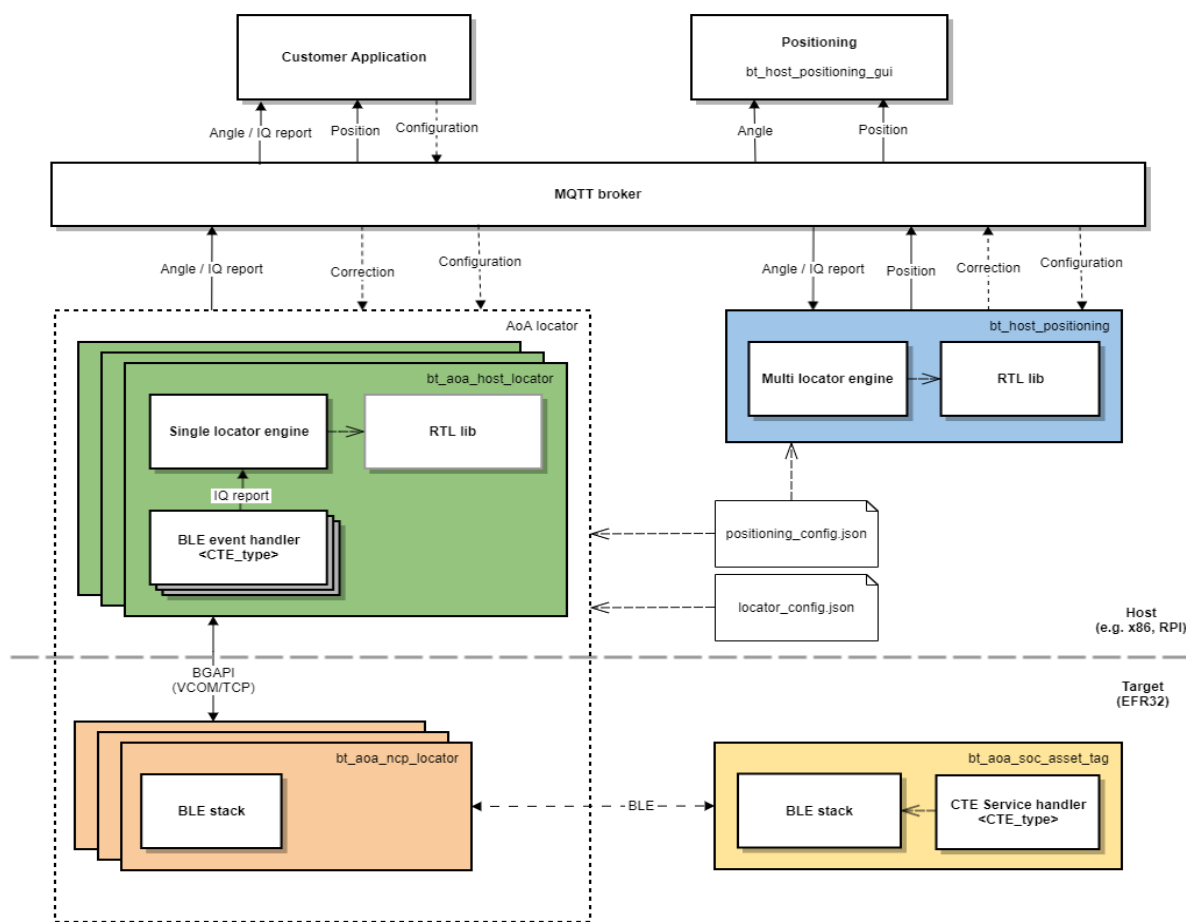 Customer Application
Positioning
bt_host_positioning_gui
Angle / IQ report
Position
Configuration
Angle
Position
MQTT broker
Angle / IQ report
Correction
Configuration
Angle / IQ report
Position
Correction
Configuration
AoA locator
bt_aoa_host_locator
Single locator engine
RTL lib
IQ report
BLE event handler
<CTE_type>
bt_host_positioning
Multi locator engine
RTL lib
positioning_config.json
locator_config.json
Host
(e.g. x86, RPI)
BGAPI
(VCOM/TCP)
Target
(EFR32)
bt_aoa_ncp_locator
BLE stack
BLE
bt_aoa_soc_asset_tag
BLE stack
CTE Service handler
<CTE_type>